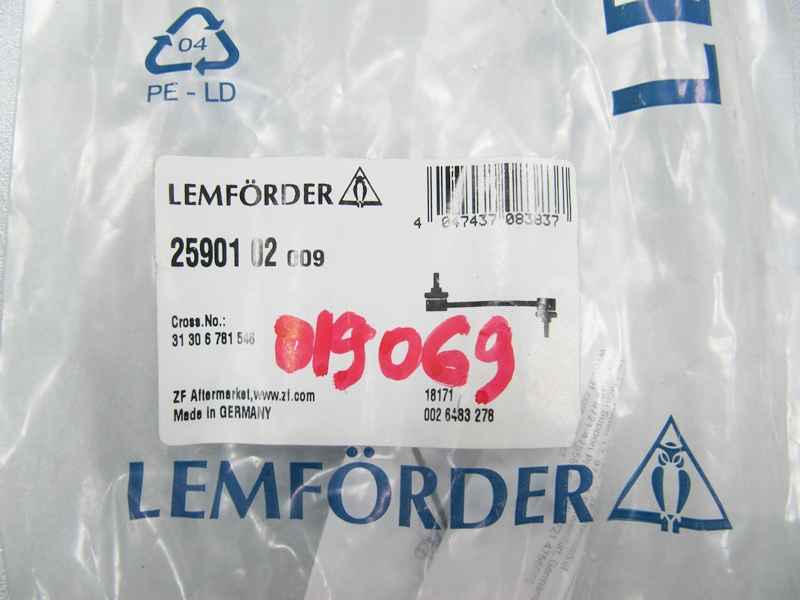 04
PE - LD
LE
LEMFÖRDER
4 047437 083837
25901 02 009
Cross.No.:
31 30 6 781 546
019069
ZF Aftermarket,www.zf.com
Made in GERMANY
18171
002 6483 278
LEMFÖRDER